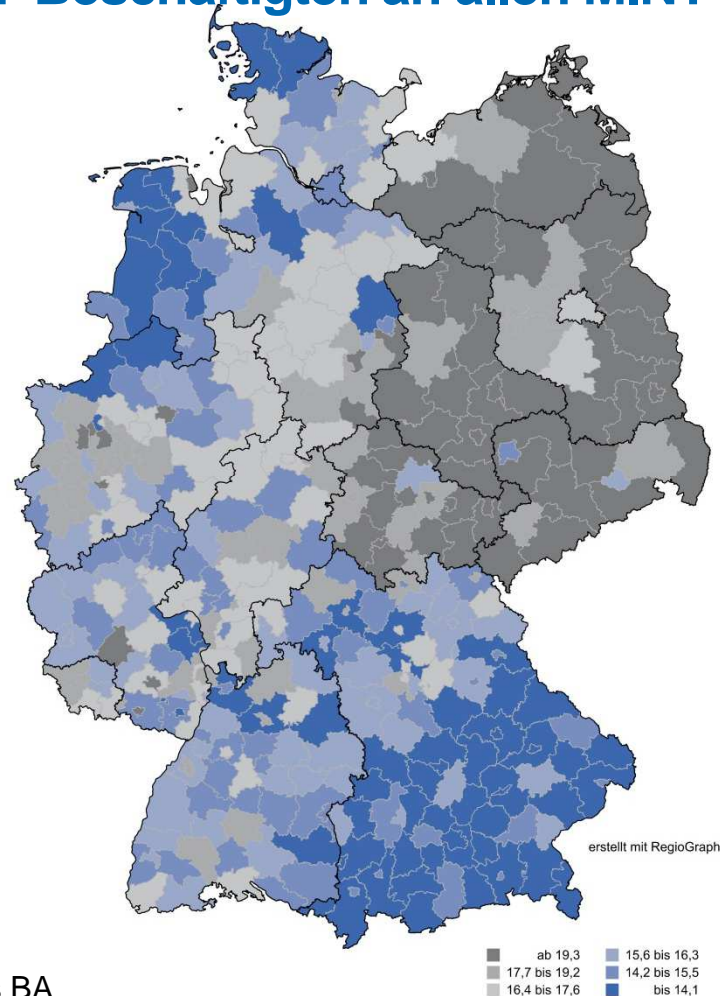 Beschäftigten an allen MINT
erstellt mit RegioGraph
ab 19,3
17,7 bis 19,2
16,4 bis 17,6
15,6 bis 16,3
14,2 bis 15,5
bis 14,1
BA